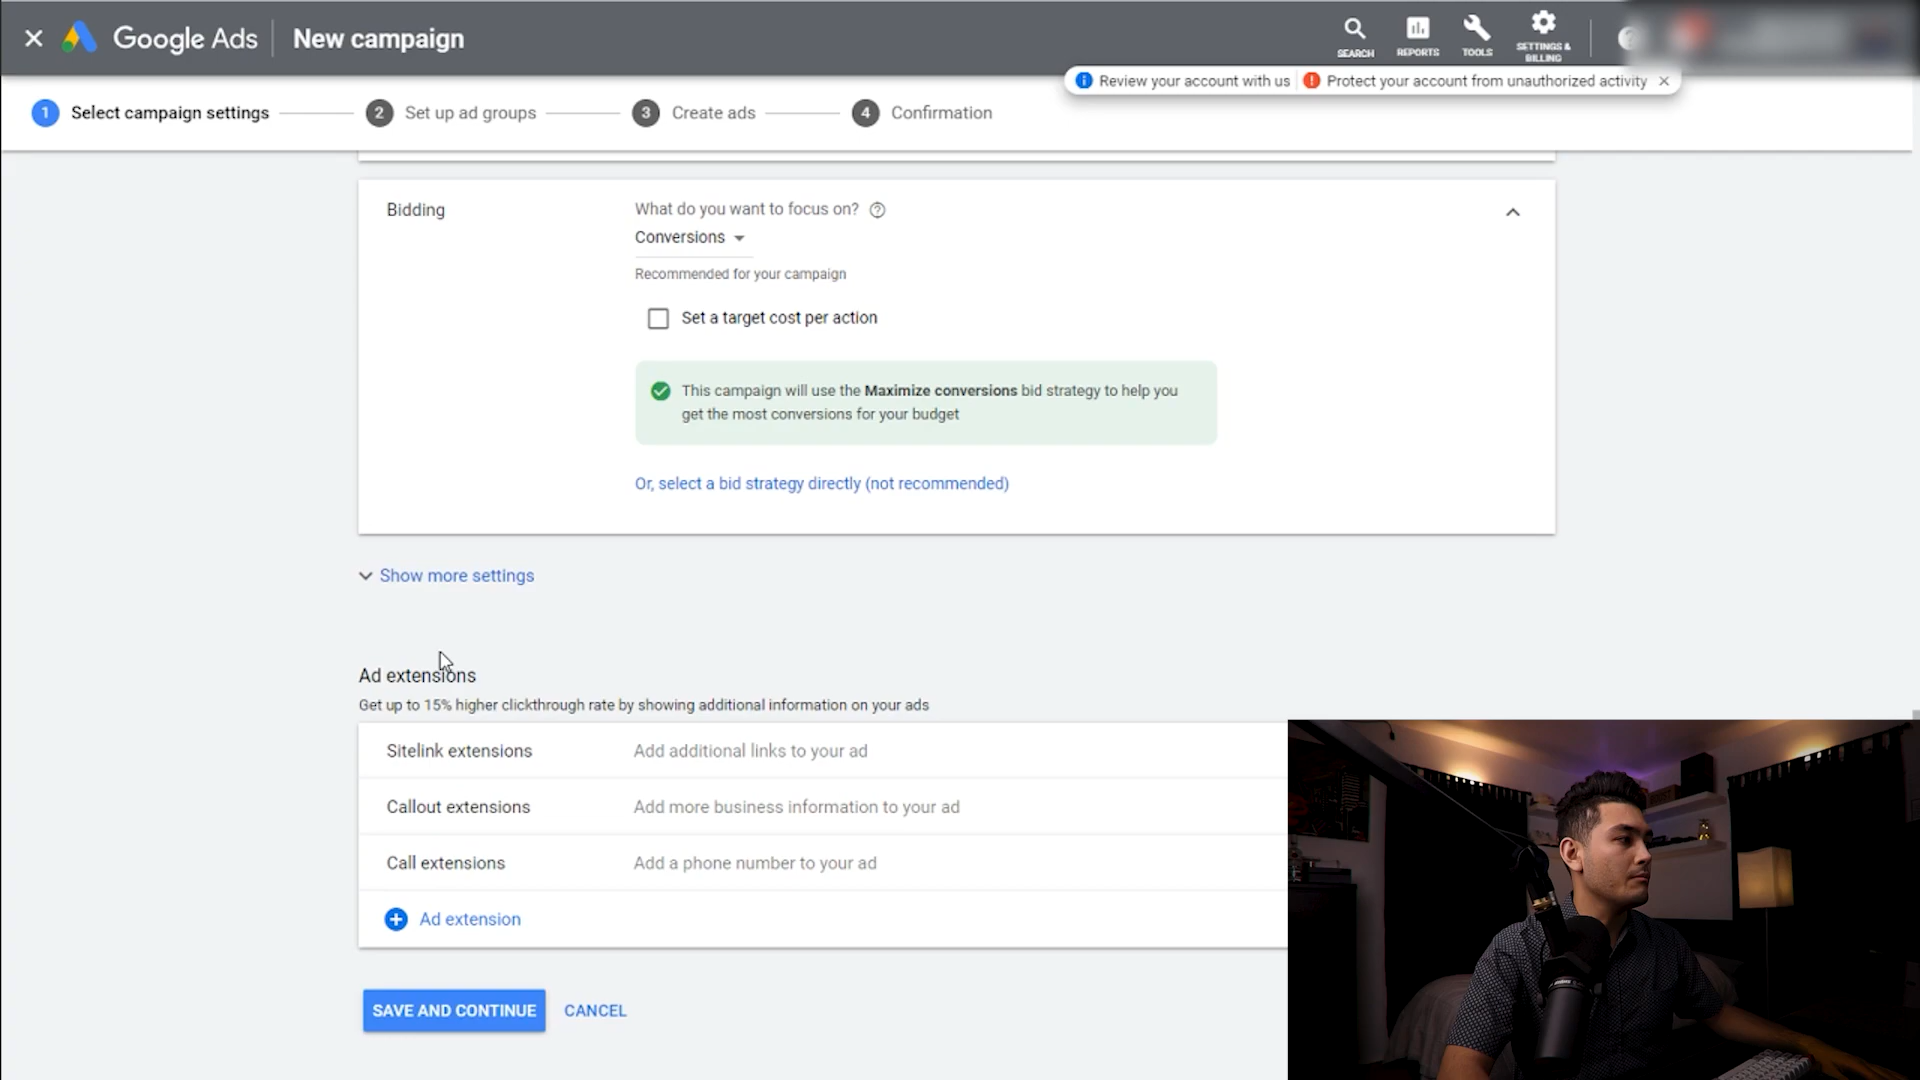 Google Ads New campaign
SEARCH REPORTS TOOLS SETTINGS & BILLING
Review your account with us Protect your account from unauthorized activity
1 Select campaign settings 2 Set up ad groups 3 Create ads 4 Confirmation
Bidding
What do you want to focus on?
Conversions
Recommended for your campaign
Set a target cost per action
This campaign will use the Maximize conversions bid strategy to help you
get the most conversions for your budget
Or, select a bid strategy directly (not recommended)
Show more settings
Ad extensions
Get up to 15% higher clickthrough rate by showing additional information on your ads
Sitelink extensions Add additional links to your ad
Callout extensions Add more business information to your ad
Call extensions Add a phone number to your ad
Ad extension
SAVE AND CONTINUE CANCEL